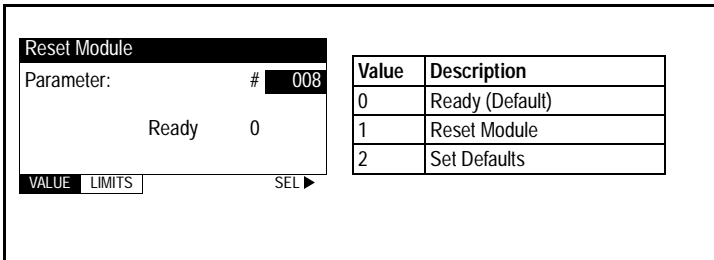 Reset Module
Parameter: # 008
Ready 0
VALUE LIMITS SEL ▶
Value Description
0 Ready (Default)
1 Reset Module
2 Set Defaults